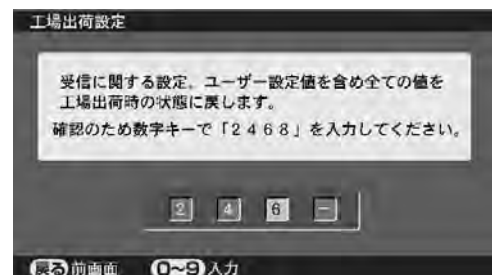 工場出荷設定
受信に関する設定、ユーザー設定値を含め全ての値を
工場出荷時の状態に戻します。
確認のため数字キーで「2468」を入力してください。
2 4 6 －
戻る 前画面 0~9 入力